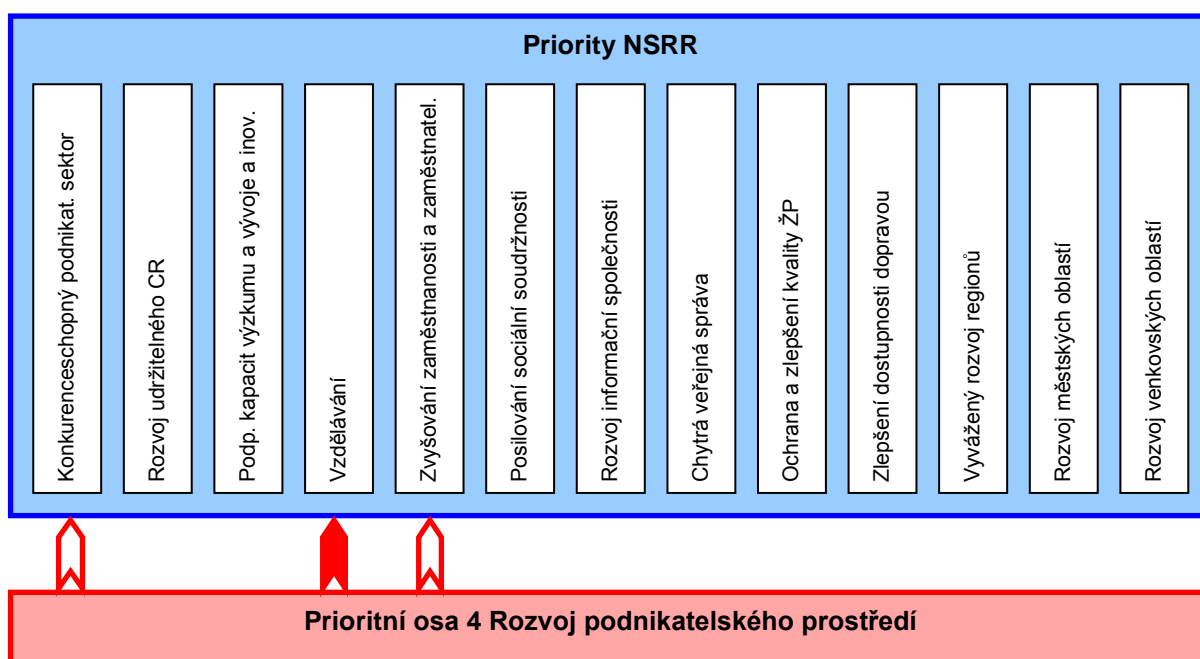 Priority NSRR
Konkurenceschopný podnikat. sektor
Rozvoj udržitelného CR
Podp. kapacit výzkumu a vývoje a inov.
Vzdělávání
Zvyšování zaměstnanosti a zaměstnatel.
Posilování sociální soudržnosti
Rozvoj informační společnosti
Chytrá veřejná správa
Ochrana a zlepšení kvality ŽP
Zlepšení dostupnosti dopravou
Vyvážený rozvoj regionů
Rozvoj městských oblastí
Rozvoj venkovských oblastí
Prioritní osa 4 Rozvoj podnikatelského prostředí